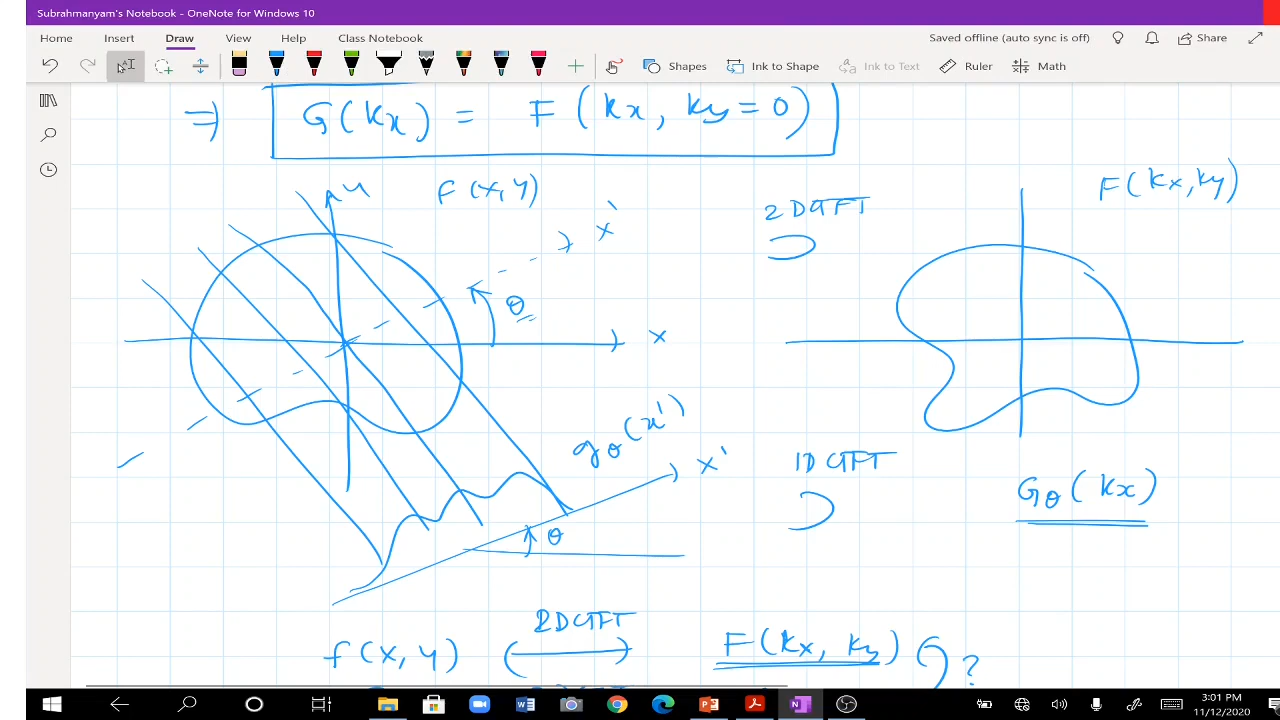 Subrahmanyam's Notebook - OneNote for Windows 10
Home Insert Draw View Help Class Notebook
Saved offline (auto sync is off) Share
Shapes Ink to Shape Ink to Text Ruler Math
⇒ G(kx) = F(kx, ky=0)
y
f(x,y)
x'
θ
x
2D CTFT
F(kx,ky)
gθ(x')
x'
θ
1D CTFT
Gθ(kx)
f(x,y) 2D CTFT F(kx, ky) ?
3:01 PM
11/12/2020